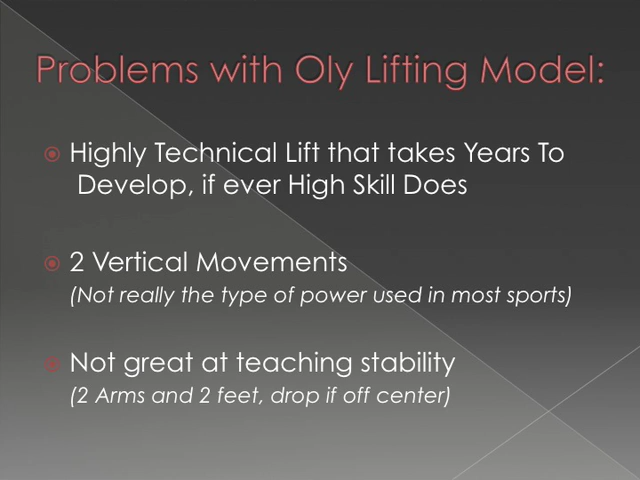 Problems with Oly Lifting Model:
Highly Technical Lift that takes Years To
Develop, if ever High Skill Does
2 Vertical Movements
(Not really the type of power used in most sports)
Not great at teaching stability
(2 Arms and 2 feet, drop if off center)